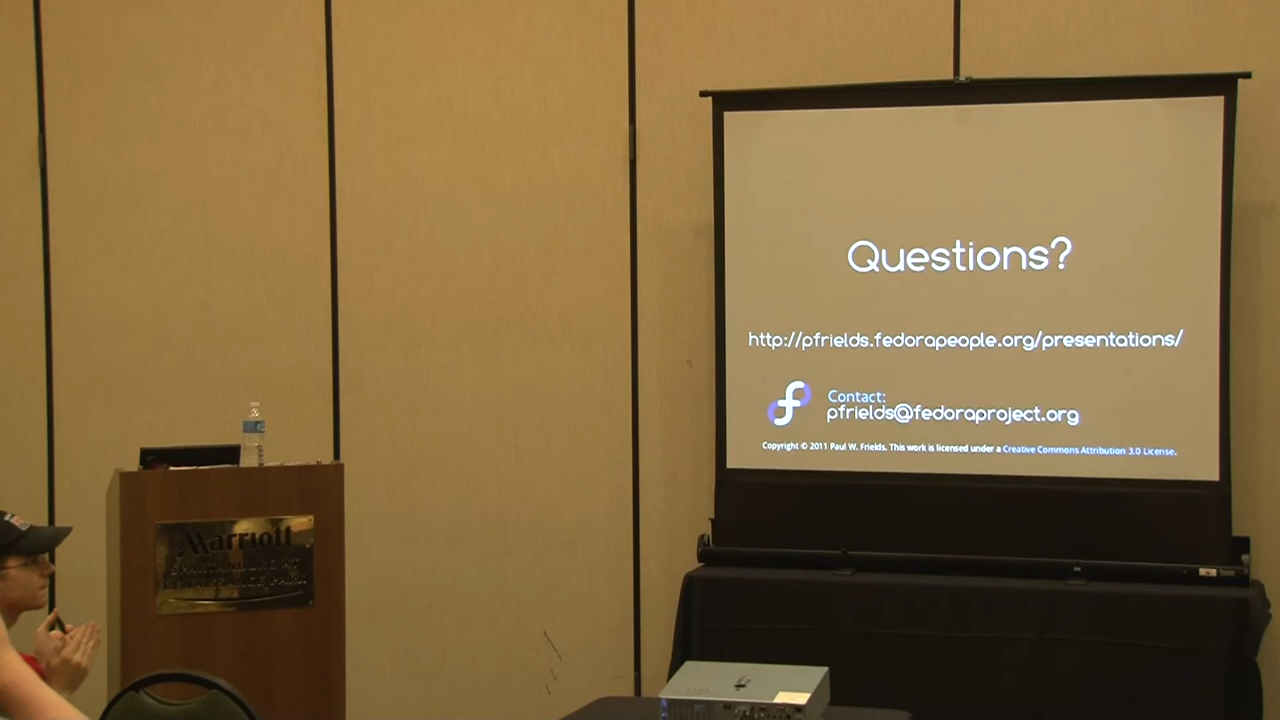 Questions?
http://pfrields.fedorapeople.org/presentations/
Contact:
pfrields@fedoraproject.org
Copyright © 2011 Paul W. Frields. This work is licensed under a Creative Commons Attribution 3.0 License.
Marriott